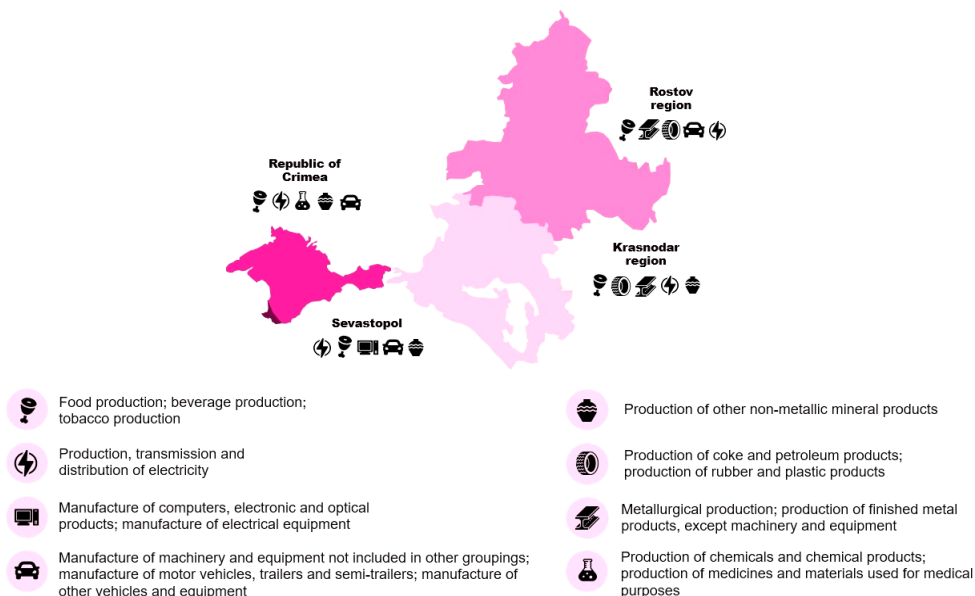 Rostov
region
Republic of
Crimea
Krasnodar
region
Sevastopol
Food production; beverage production;
tobacco production
Production, transmission and
distribution of electricity
Manufacture of computers, electronic and optical
products; manufacture of electrical equipment
Manufacture of machinery and equipment not included in other groupings;
manufacture of motor vehicles, trailers and semi-trailers; manufacture of
other vehicles and equipment
Production of other non-metallic mineral products
Production of coke and petroleum products;
production of rubber and plastic products
Metallurgical production; production of finished metal
products, except machinery and equipment
Production of chemicals and chemical products;
production of medicines and materials used for medical
purposes